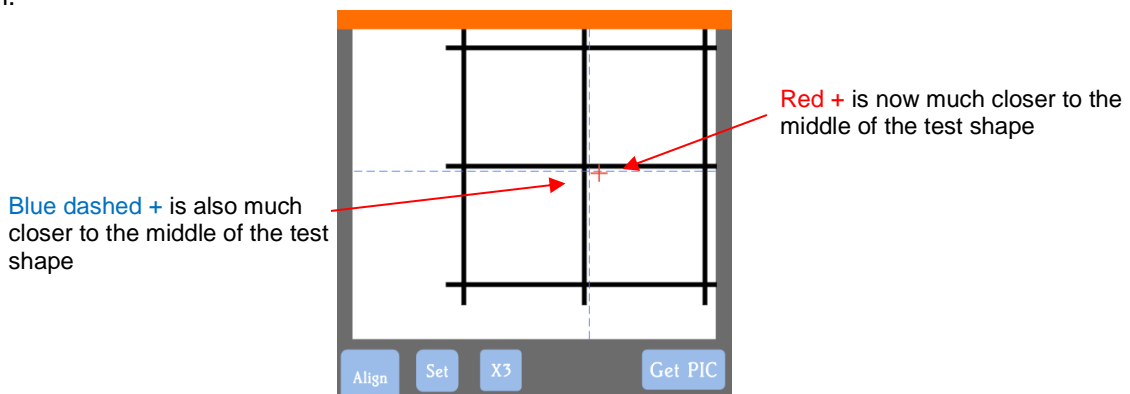 Red + is now much closer to the
middle of the test shape
Blue dashed + is also much
closer to the middle of the test
shape
Align
Set
X3
Get PIC